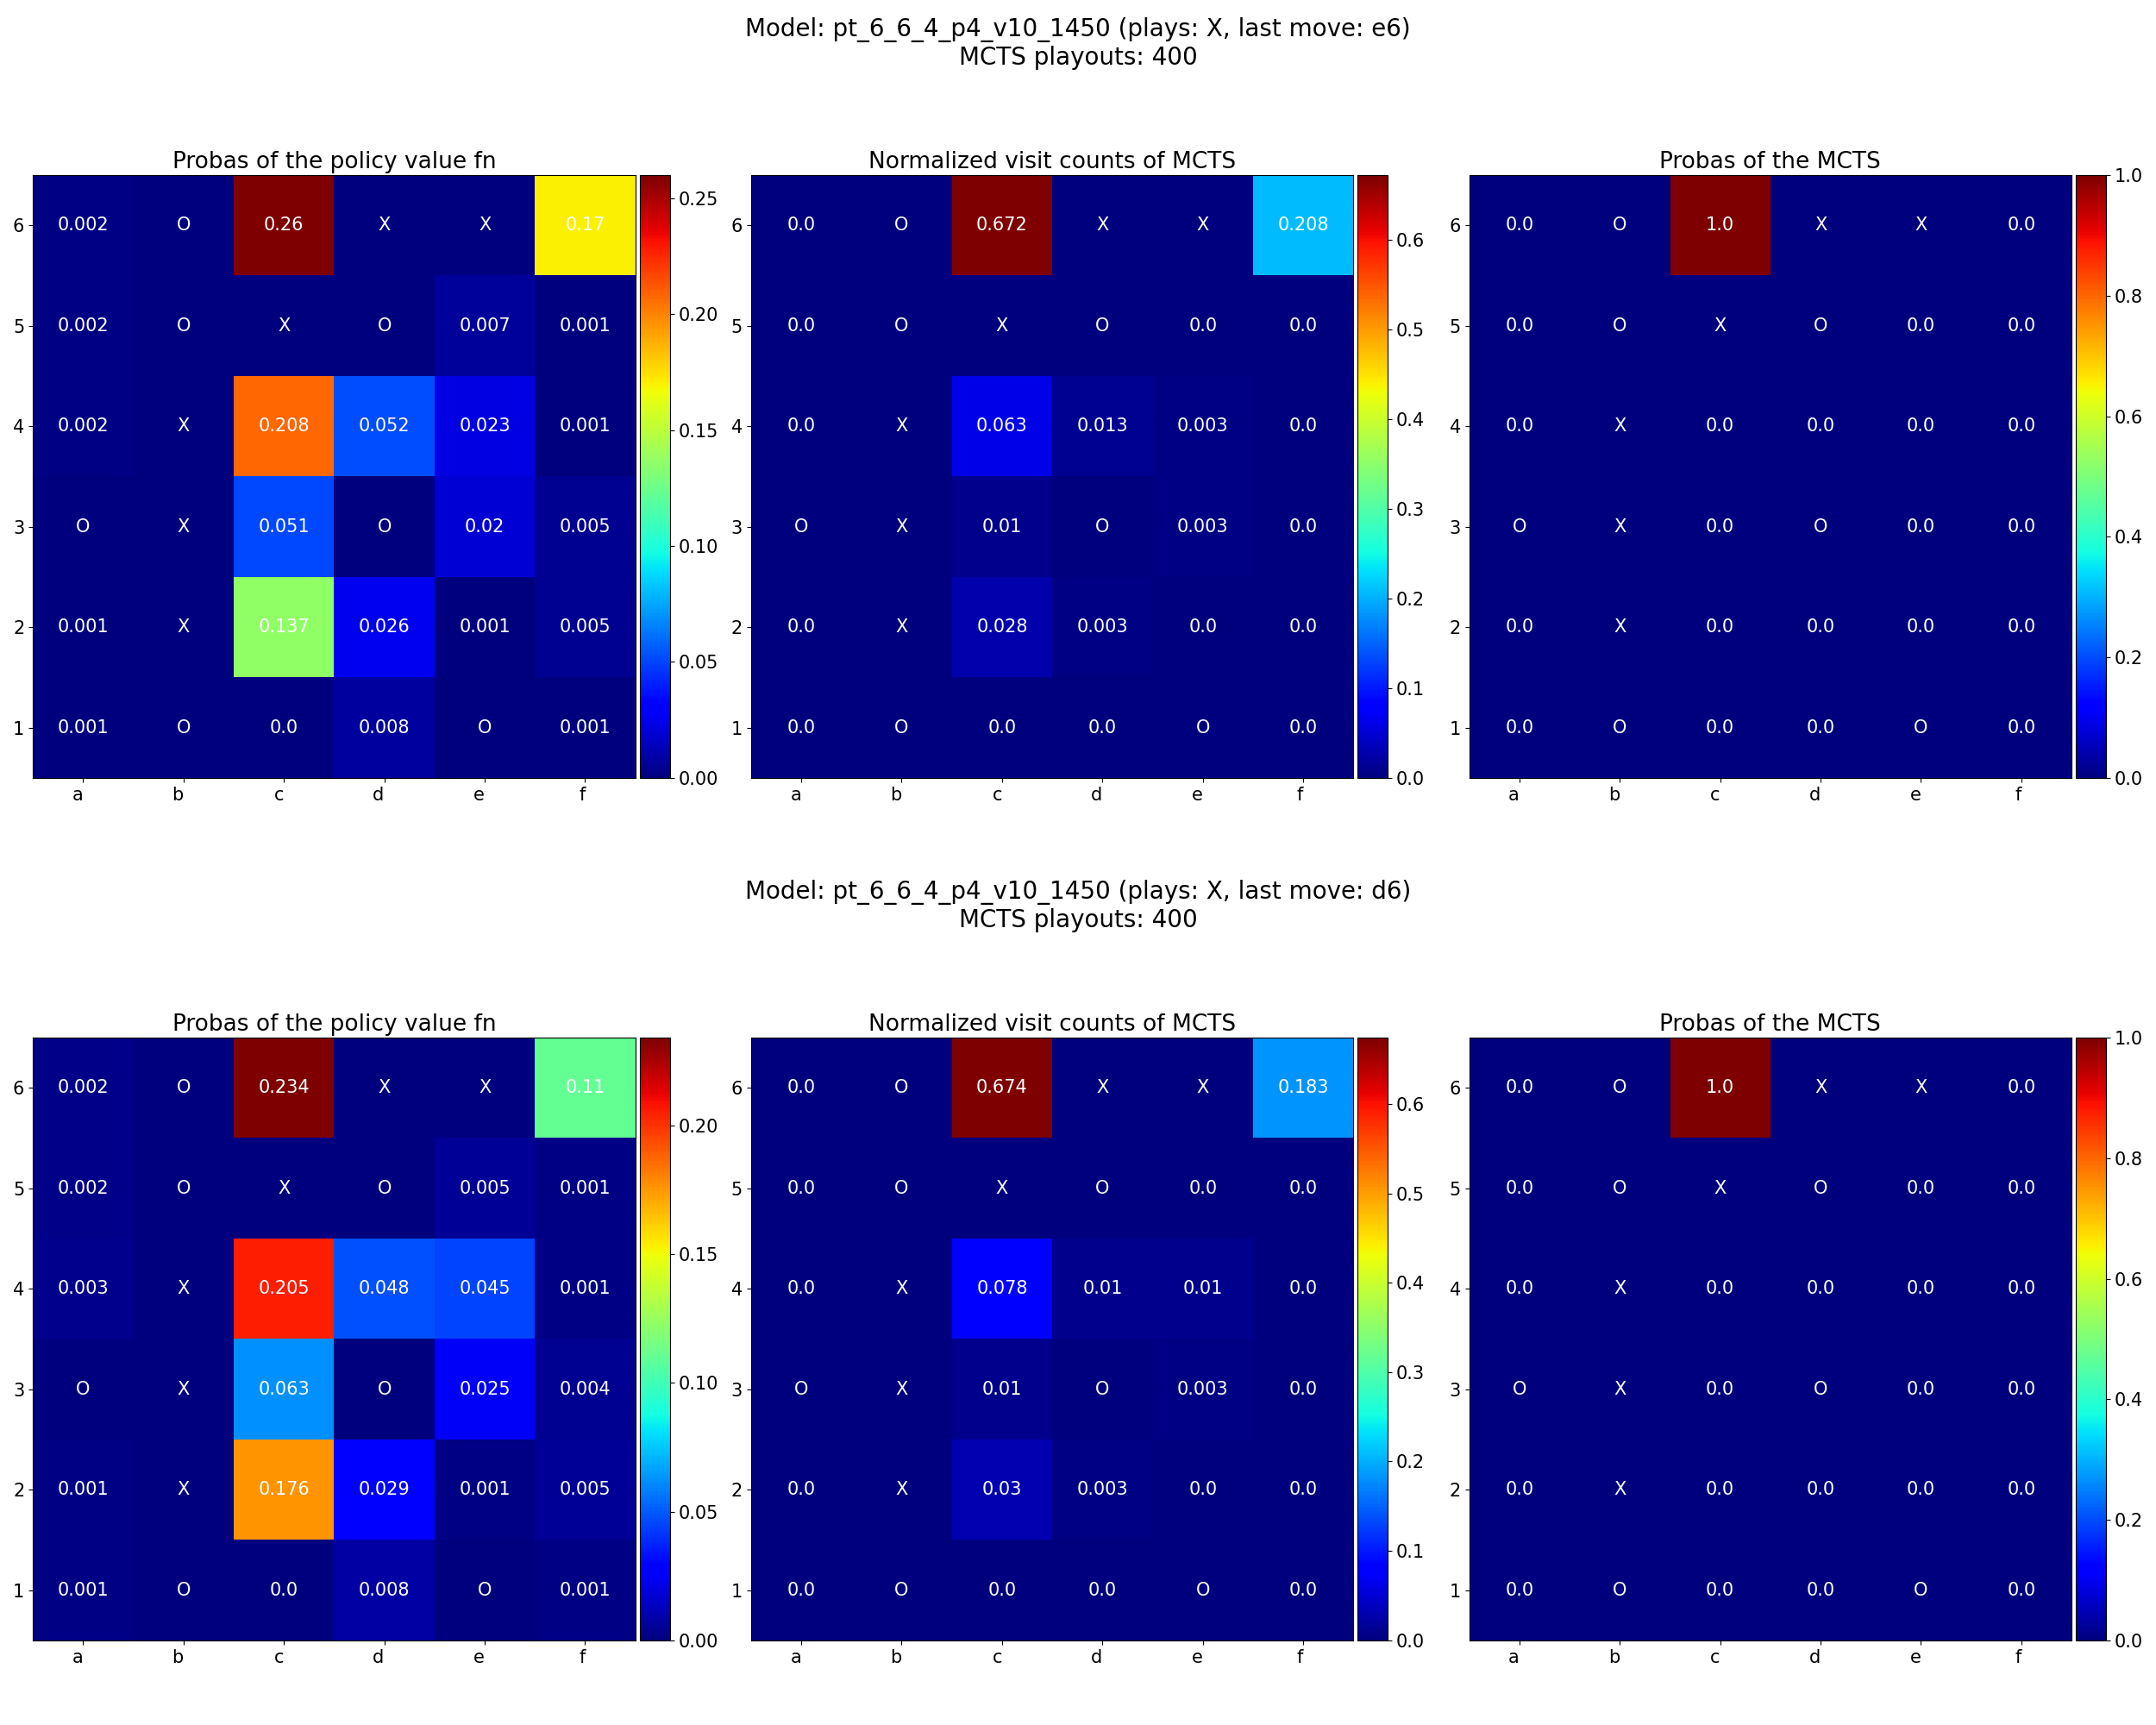 Model: pt_6_6_4_p4_v10_1450 (plays: X, last move: e6)
MCTS playouts: 400
Probas of the policy value fn
6 0.002 O 0.26 X X 0.17
5 0.002 O X O 0.007 0.001
4 0.002 X 0.208 0.052 0.023 0.001
3 O X 0.051 O 0.02 0.005
2 0.001 X 0.137 0.026 0.001 0.005
1 0.001 O 0.0 0.008 O 0.001
a b c d e f
0.25
0.20
0.15
0.10
0.05
0.00
Normalized visit counts of MCTS
6 0.0 O 0.672 X X 0.208
5 0.0 O X O 0.0 0.0
4 0.0 X 0.063 0.013 0.003 0.0
3 O X 0.01 O 0.003 0.0
2 0.0 X 0.028 0.003 0.0 0.0
1 0.0 O 0.0 0.0 O 0.0
a b c d e f
0.6
0.5
0.4
0.3
0.2
0.1
0.0
Probas of the MCTS
6 0.0 O 1.0 X X 0.0
5 0.0 O X O 0.0 0.0
4 0.0 X 0.0 0.0 0.0 0.0
3 O X 0.0 O 0.0 0.0
2 0.0 X 0.0 0.0 0.0 0.0
1 0.0 O 0.0 0.0 O 0.0
a b c d e f
1.0
0.8
0.6
0.4
0.2
0.0
Model: pt_6_6_4_p4_v10_1450 (plays: X, last move: d6)
MCTS playouts: 400
Probas of the policy value fn
6 0.002 O 0.234 X X 0.11
5 0.002 O X O 0.005 0.001
4 0.003 X 0.205 0.048 0.045 0.001
3 O X 0.063 O 0.025 0.004
2 0.001 X 0.176 0.029 0.001 0.005
1 0.001 O 0.0 0.008 O 0.001
a b c d e f
0.20
0.15
0.10
0.05
0.00
Normalized visit counts of MCTS
6 0.0 O 0.674 X X 0.183
5 0.0 O X O 0.0 0.0
4 0.0 X 0.078 0.01 0.01 0.0
3 O X 0.01 O 0.003 0.0
2 0.0 X 0.03 0.003 0.0 0.0
1 0.0 O 0.0 0.0 O 0.0
a b c d e f
0.6
0.5
0.4
0.3
0.2
0.1
0.0
Probas of the MCTS
6 0.0 O 1.0 X X 0.0
5 0.0 O X O 0.0 0.0
4 0.0 X 0.0 0.0 0.0 0.0
3 O X 0.0 O 0.0 0.0
2 0.0 X 0.0 0.0 0.0 0.0
1 0.0 O 0.0 0.0 O 0.0
a b c d e f
1.0
0.8
0.6
0.4
0.2
0.0